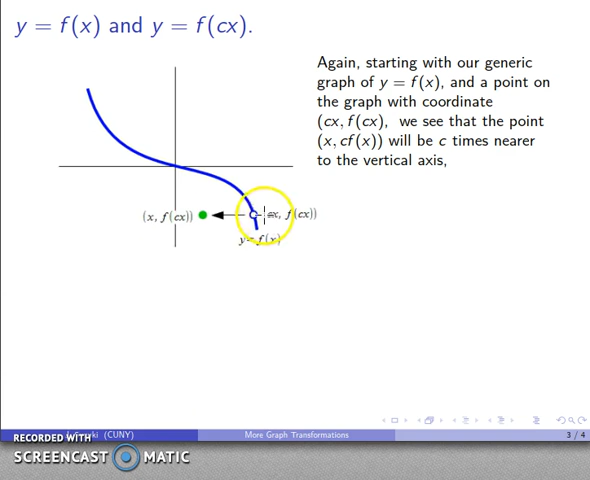 y = f(x) and y = f(cx).
Again, starting with our generic
graph of y = f(x), and a point on
the graph with coordinate
(cx, f(cx), we see that the point
(x, cf(x)) will be c times nearer
to the vertical axis,
(x, f(cx)) cx, f(cx))
y = f(x)
(CUNY) More Graph Transformations 3 / 4
RECORDED WITH
SCREENCAST MATIC